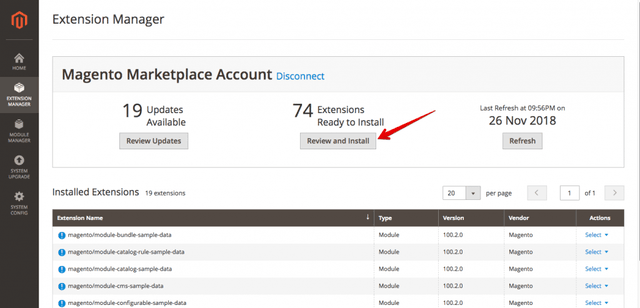 Extension Manager
HOME
EXTENSION
MANAGER
MODULE
MANAGER
SYSTEM
UPGRADE
SYSTEM
CONFIG
Magento Marketplace Account Disconnect
19 Updates Available
Review Updates
74 Extensions Ready to Install
Review and Install
Last Refresh at 09:56PM on
26 Nov 2018
Refresh
Installed Extensions 19 extensions
20 per page 1 of 1
Extension Name Type Version Vendor Actions
magento/module-bundle-sample-data Module 100.2.0 Magento Select
magento/module-catalog-rule-sample-data Module 100.2.0 Magento Select
magento/module-catalog-sample-data Module 100.2.0 Magento Select
magento/module-cms-sample-data Module 100.2.0 Magento Select
magento/module-configurable-sample-data Module 100.2.0 Magento Select